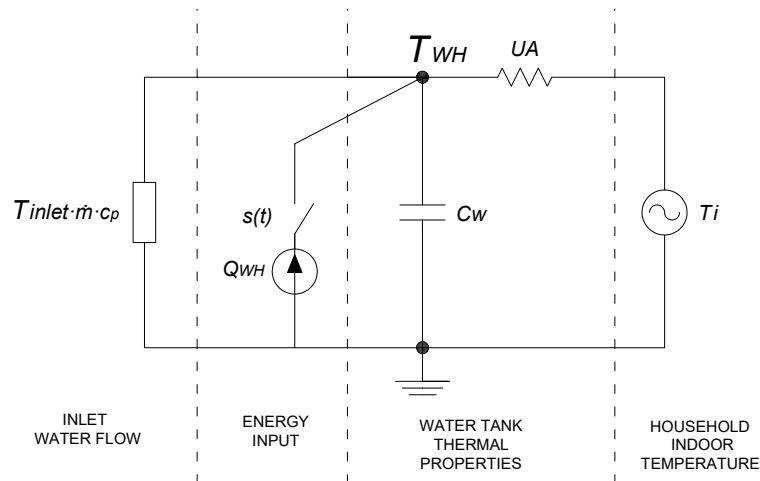 TWH
UA
Tinlet·ṁ·cp
s(t)
QWH
Cw
Ti
INLET
WATER FLOW
ENERGY
INPUT
WATER TANK
THERMAL
PROPERTIES
HOUSEHOLD
INDOOR
TEMPERATURE